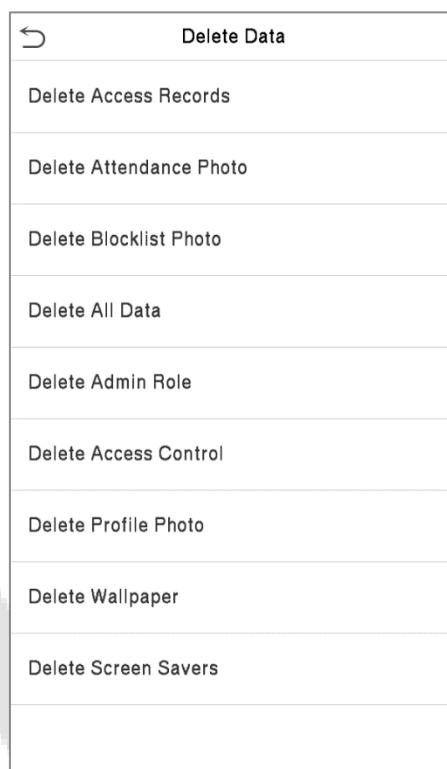 Delete Data
Delete Access Records
Delete Attendance Photo
Delete Blocklist Photo
Delete All Data
Delete Admin Role
Delete Access Control
Delete Profile Photo
Delete Wallpaper
Delete Screen Savers